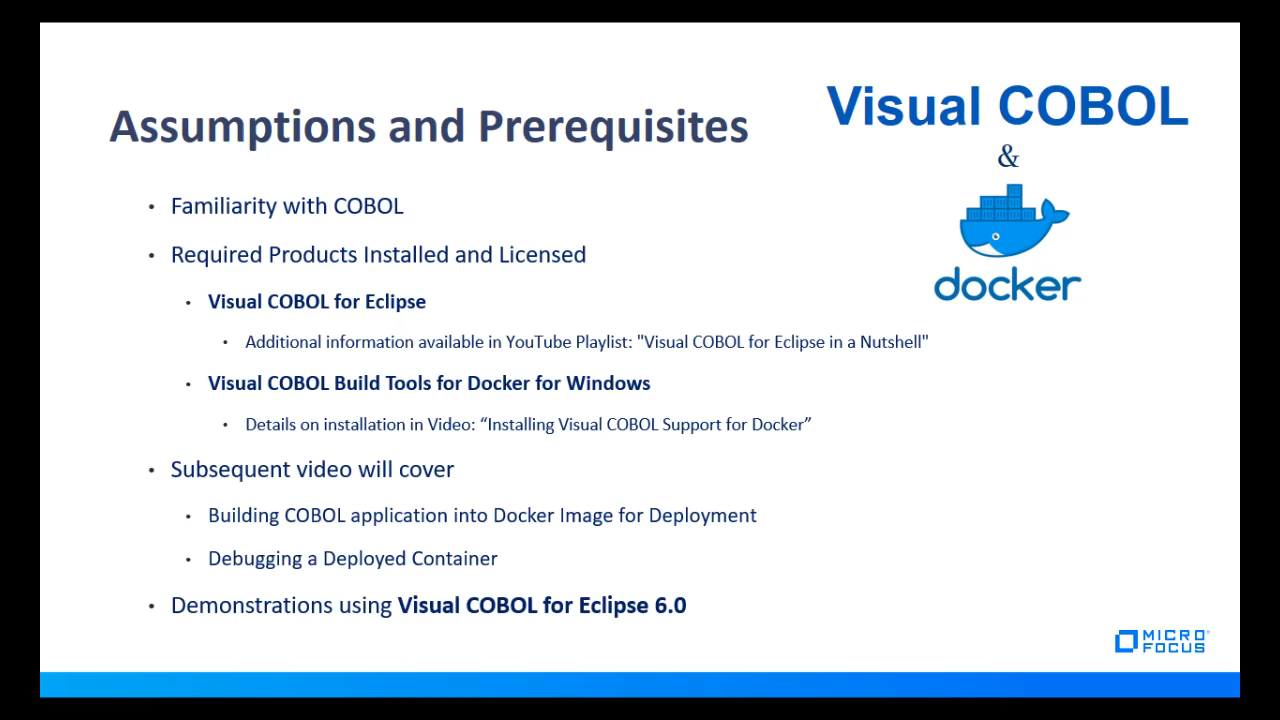 Assumptions and Prerequisites
Visual COBOL
&
docker
• Familiarity with COBOL
• Required Products Installed and Licensed
• Visual COBOL for Eclipse
• Additional information available in YouTube Playlist: "Visual COBOL for Eclipse in a Nutshell"
• Visual COBOL Build Tools for Docker for Windows
• Details on installation in Video: “Installing Visual COBOL Support for Docker”
• Subsequent video will cover
• Building COBOL application into Docker Image for Deployment
• Debugging a Deployed Container
• Demonstrations using Visual COBOL for Eclipse 6.0
MICRO
FOCUS